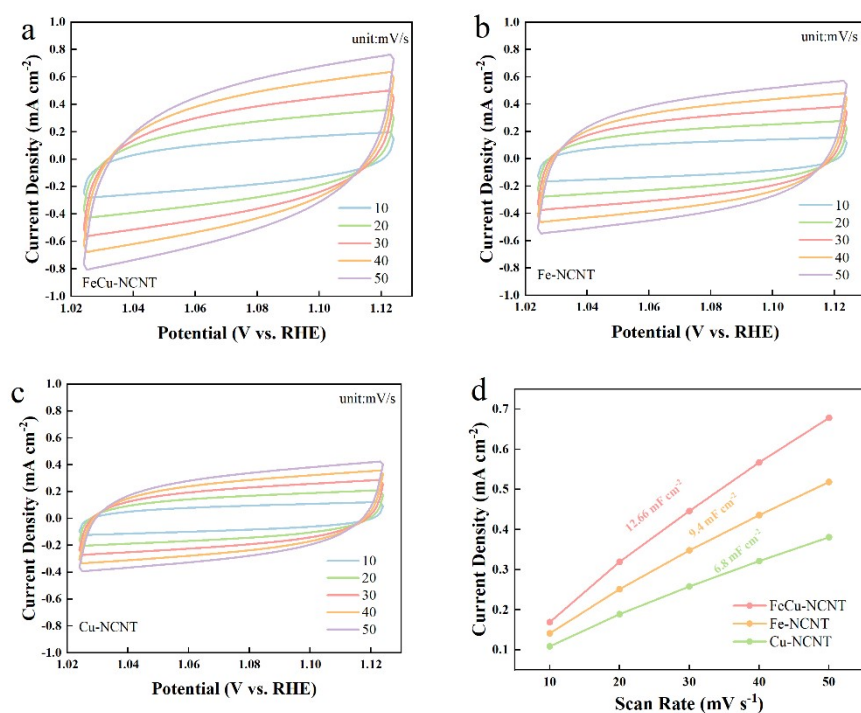 a
unit:mV/s
1.0
0.8
0.6
0.4
0.2
0.0
-0.2
-0.4
-0.6
-0.8
-1.0
Current Density (mA cm-2)
10
20
30
40
50
FeCu-NCNT
1.02 1.04 1.06 1.08 1.10 1.12
Potential (V vs. RHE)
b
unit:mV/s
1.0
0.8
0.6
0.4
0.2
0.0
-0.2
-0.4
-0.6
-0.8
-1.0
Current Density (mA cm-2)
10
20
30
40
50
Fe-NCNT
1.02 1.04 1.06 1.08 1.10 1.12
Potential (V vs. RHE)
c
unit:mV/s
1.0
0.8
0.6
0.4
0.2
0.0
-0.2
-0.4
-0.6
-0.8
-1.0
Current Density (mA cm-2)
10
20
30
40
50
Cu-NCNT
1.02 1.04 1.06 1.08 1.10 1.12
Potential (V vs. RHE)
d
0.7
0.6
0.5
0.4
0.3
0.2
0.1
Current Density (mA cm-2)
12.66 mF cm-2
9.4 mF cm-2
6.8 mF cm-2
FeCu-NCNT
Fe-NCNT
Cu-NCNT
10 20 30 40 50
Scan Rate (mV s-1)